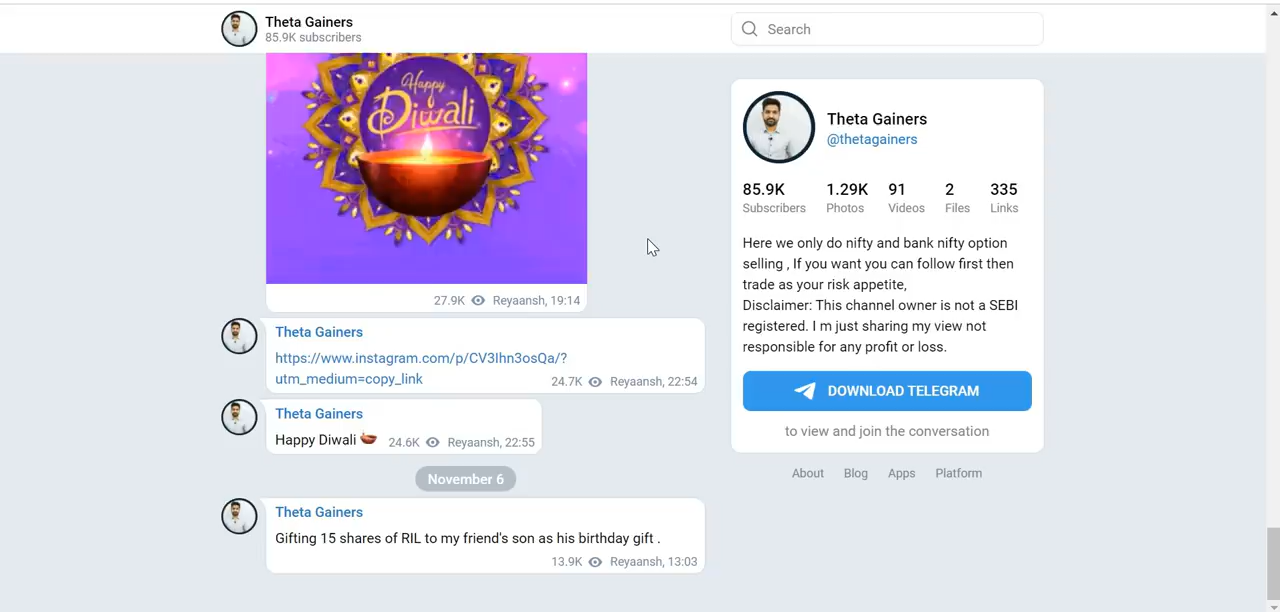 Theta Gainers
85.9K subscribers
Search
Happy
Diwali
27.9K Reyaansh, 19:14
Theta Gainers
https://www.instagram.com/p/CV3Ihn3osQa/?
utm_medium=copy_link
24.7K Reyaansh, 22:54
Theta Gainers
Happy Diwali 24.6K Reyaansh, 22:55
November 6
Theta Gainers
Gifting 15 shares of RIL to my friend's son as his birthday gift .
13.9K Reyaansh, 13:03
Theta Gainers
@thetagainers
85.9K 1.29K 91 2 335
Subscribers Photos Videos Files Links
Here we only do nifty and bank nifty option
selling , If you want you can follow first then
trade as your risk appetite,
Disclaimer: This channel owner is not a SEBI
registered. I m just sharing my view not
responsible for any profit or loss.
DOWNLOAD TELEGRAM
to view and join the conversation
About Blog Apps Platform